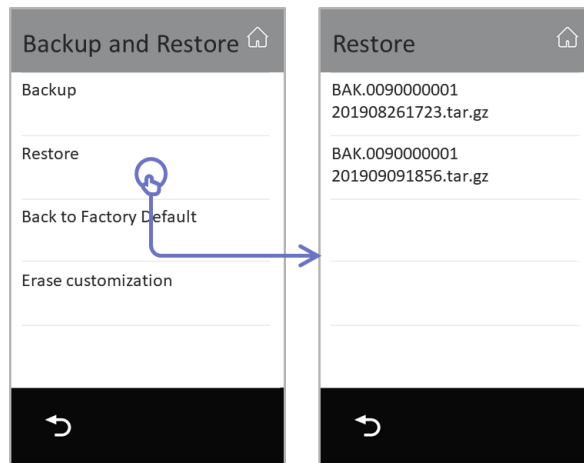 Backup and Restore
Backup
Restore
Back to Factory Default
Erase customization
Restore
BAK.0090000001
201908261723.tar.gz
BAK.0090000001
201909091856.tar.gz